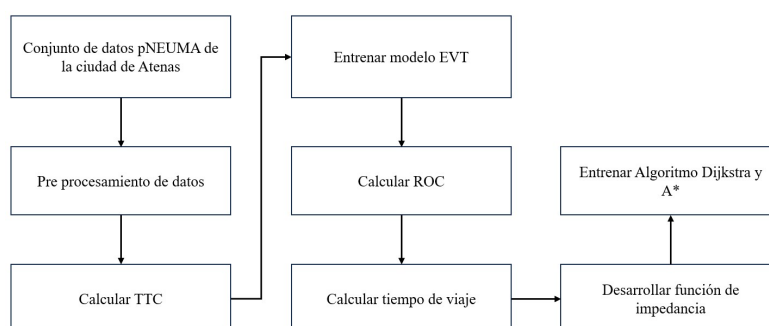 Conjunto de datos pNEUMA de
la ciudad de Atenas
Pre procesamiento de datos
Calcular TTC
Entrenar modelo EVT
Calcular ROC
Calcular tiempo de viaje
Desarrollar función de
impedancia
Entrenar Algoritmo Dijkstra y
A*